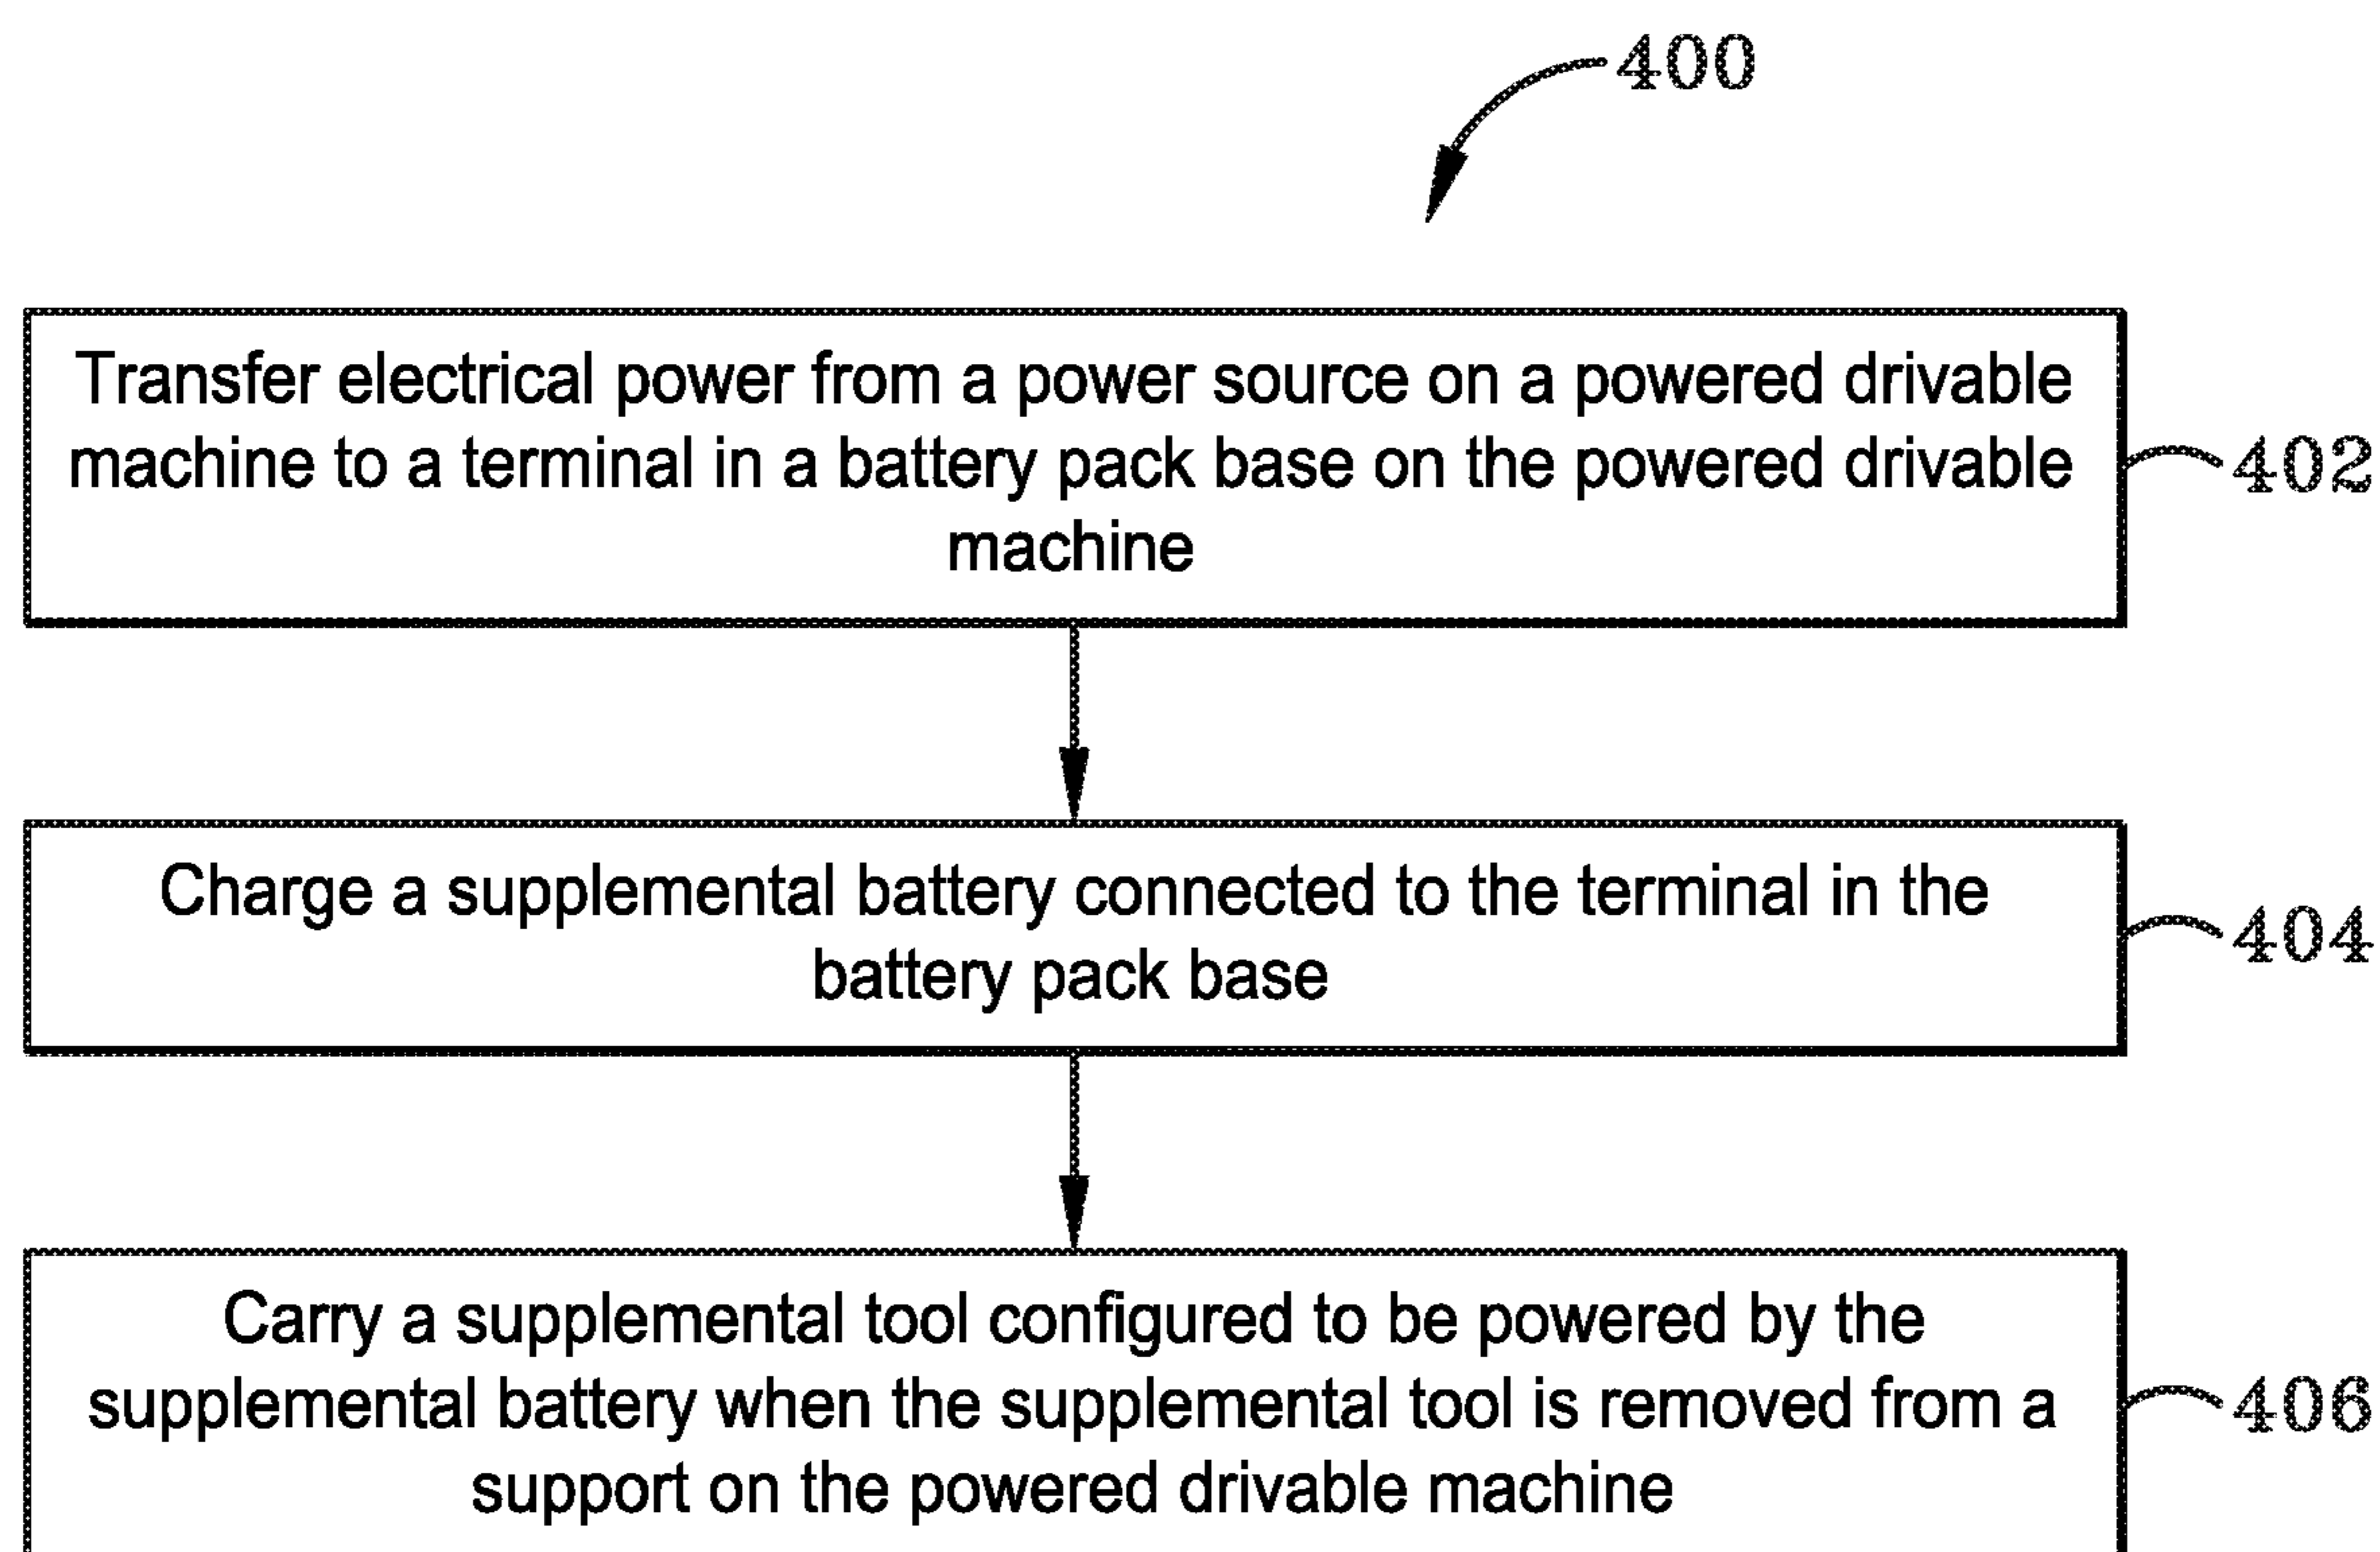 400
Transfer electrical power from a power source on a powered drivable
machine to a terminal in a battery pack base on the powered drivable
machine
402
Charge a supplemental battery connected to the terminal in the
battery pack base
404
Carry a supplemental tool configured to be powered by the
supplemental battery when the supplemental tool is removed from a
support on the powered drivable machine
406